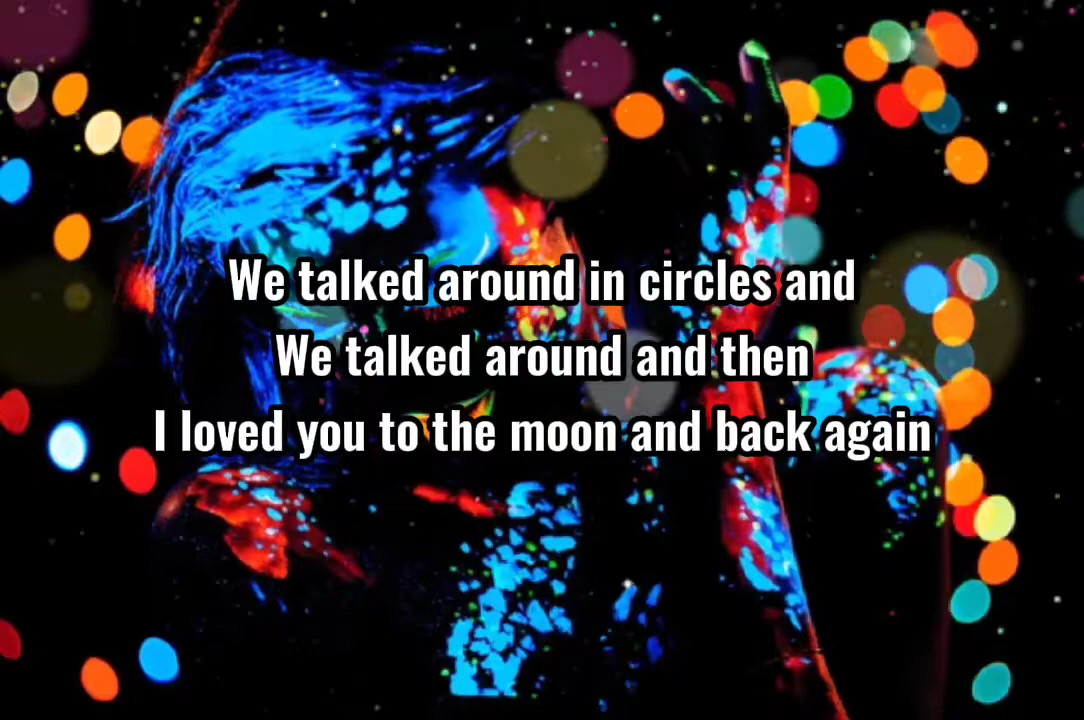 We talked around in circles and
We talked around and then
I loved you to the moon and back again